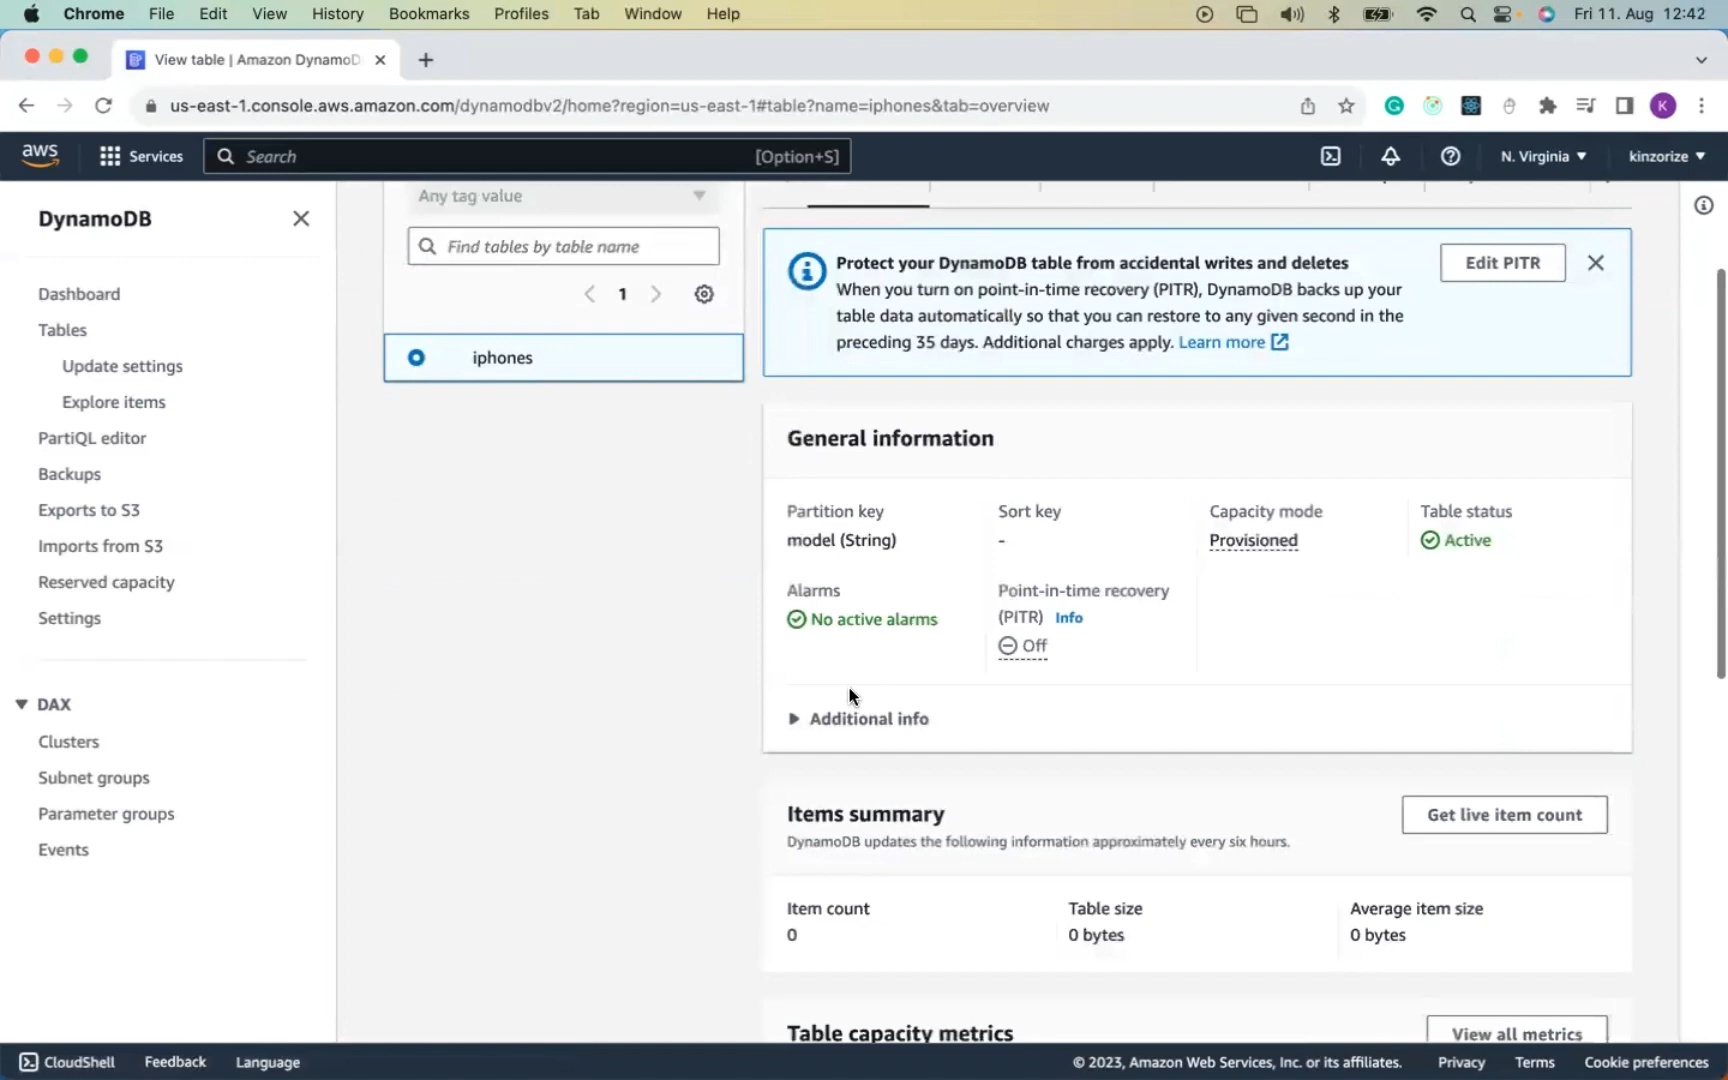 Chrome File Edit View History Bookmarks Profiles Tab Window Help Fri 11. Aug 12:42
View table | Amazon DynamoD
us-east-1.console.aws.amazon.com/dynamodbv2/home?region=us-east-1#table?name=iphones&tab=overview K
aws Services Search [Option+S] N. Virginia kinzorize
DynamoDB
Dashboard
Tables
Update settings
Explore items
PartiQL editor
Backups
Exports to S3
Imports from S3
Reserved capacity
Settings
DAX
Clusters
Subnet groups
Parameter groups
Events
Any tag value
Find tables by table name
1
iphones
Protect your DynamoDB table from accidental writes and deletes
When you turn on point-in-time recovery (PITR), DynamoDB backs up your
table data automatically so that you can restore to any given second in the
preceding 35 days. Additional charges apply. Learn more
Edit PITR
General information
Partition key
model (String)
Sort key
-
Capacity mode
Provisioned
Table status
Active
Alarms
No active alarms
Point-in-time recovery
(PITR) Info
Off
Additional info
Items summary
Get live item count
DynamoDB updates the following information approximately every six hours.
Item count
0
Table size
0 bytes
Average item size
0 bytes
Table capacity metrics
View all metrics
CloudShell Feedback Language © 2023, Amazon Web Services, Inc. or its affiliates. Privacy Terms Cookie preferences